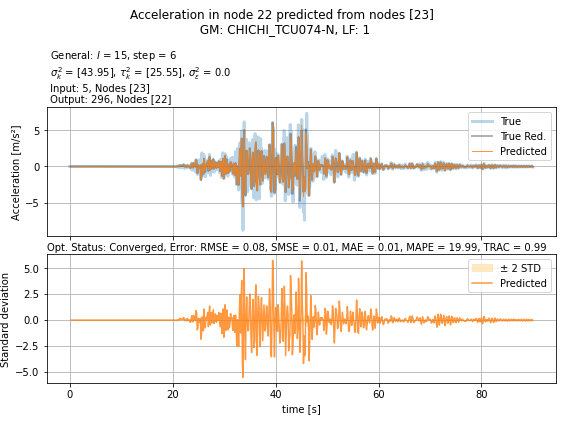 Acceleration in node 22 predicted from nodes [23]
GM: CHICHI_TCU074-N, LF: 1
General: l = 15, step = 6
σ²ₖ = [43.95], τ²ₖ = [25.55], σ²_ε = 0.0
Input: 5, Nodes [23]
Output: 296, Nodes [22]
True
True Red.
Predicted
5
0
−5
Acceleration [m/s²]
Opt. Status: Converged, Error: RMSE = 0.08, SMSE = 0.01, MAE = 0.01, MAPE = 19.99, TRAC = 0.99
± 2 STD
Predicted
5.0
2.5
0.0
−2.5
−5.0
Standard deviation
0 20 40 60 80
time [s]